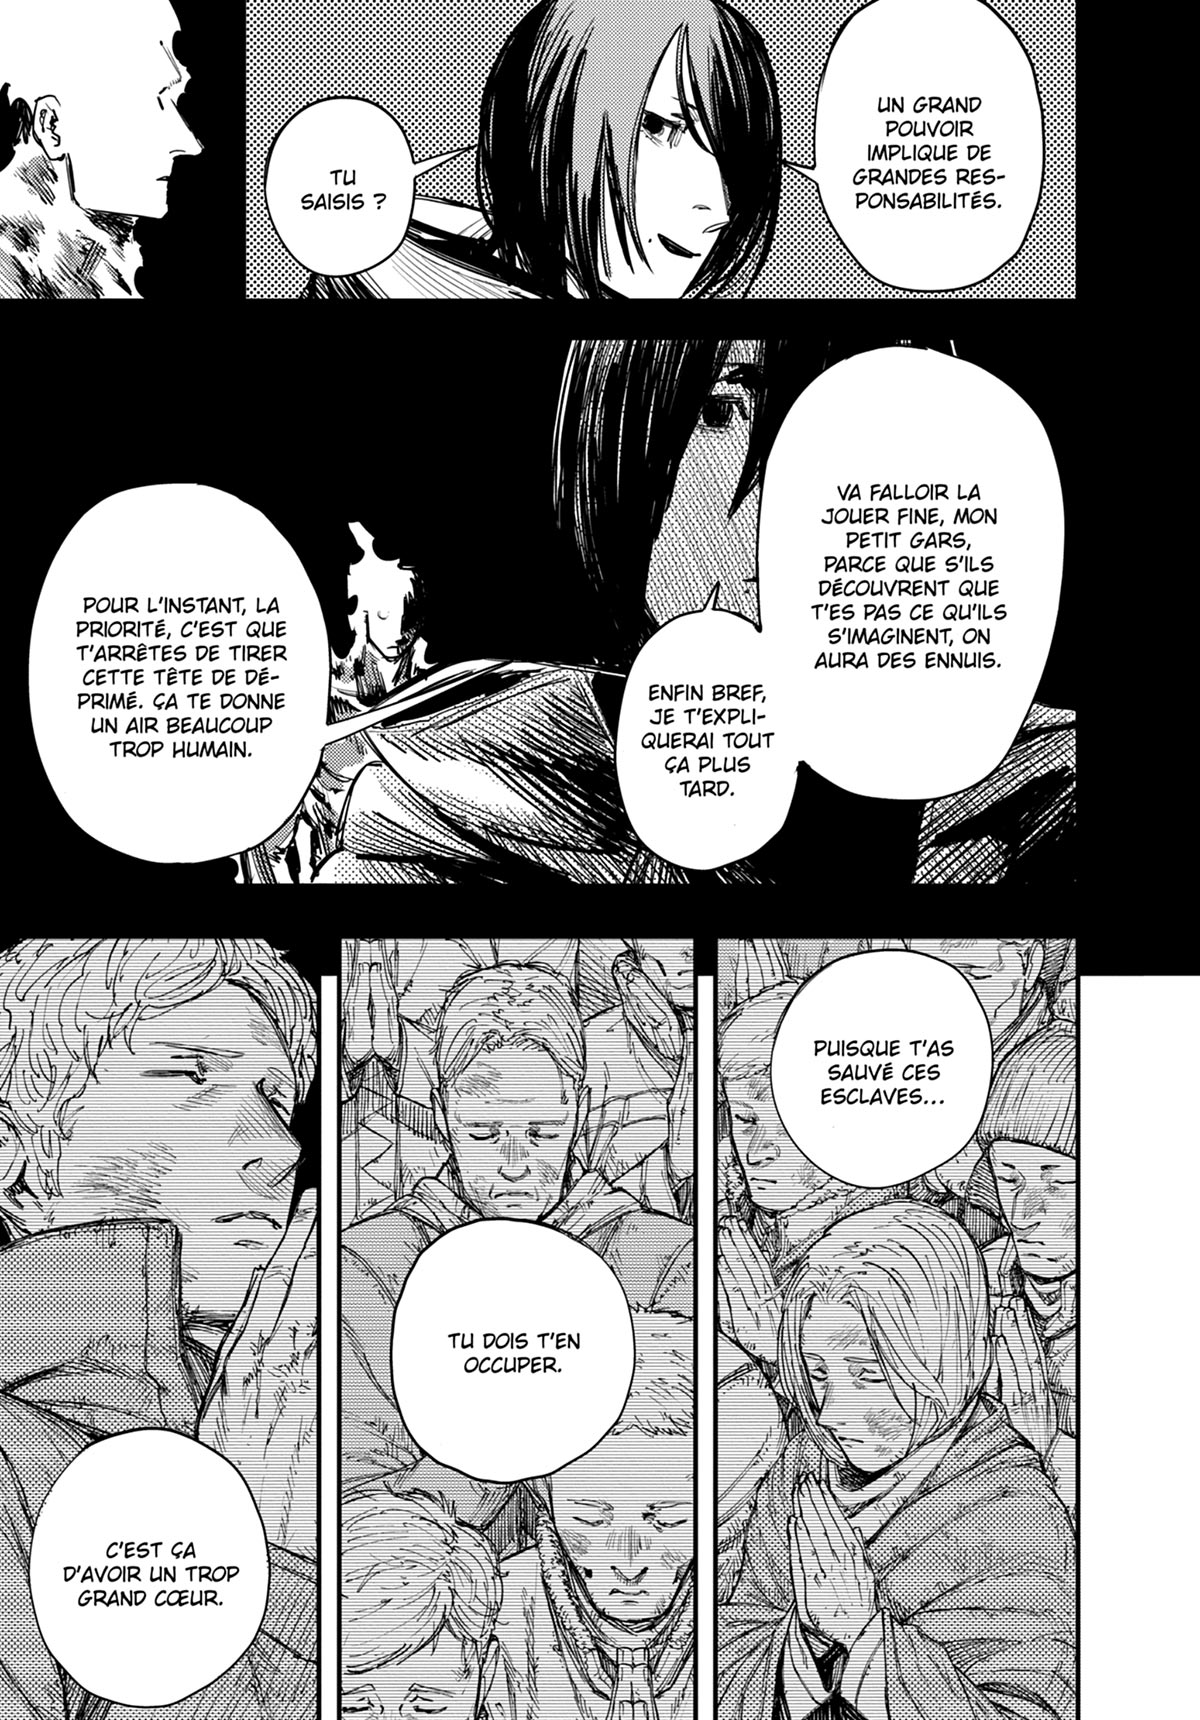 UN GRAND
POUVOIR
IMPLIQUE DE
GRANDES RES-
PONSABILITÉS.
TU
SAISIS ?
VA FALLOIR LA
JOUER FINE, MON
PETIT GARS,
PARCE QUE S'ILS
DÉCOUVRENT QUE
T'ES PAS CE QU'ILS
S'IMAGINENT, ON
AURA DES ENNUIS.
ENFIN BREF,
JE T'EXPLI-
QUERAI TOUT
ÇA PLUS
TARD.
POUR L'INSTANT, LA
PRIORITÉ, C'EST QUE
T'ARRÊTES DE TIRER
CETTE TÊTE DE DÉ-
PRIMÉ. ÇA TE DONNE
UN AIR BEAUCOUP
TROP HUMAIN.
PUISQUE T'AS
SAUVÉ CES
ESCLAVES...
TU DOIS T'EN
OCCUPER.
C'EST ÇA
D'AVOIR UN TROP
GRAND CŒUR.